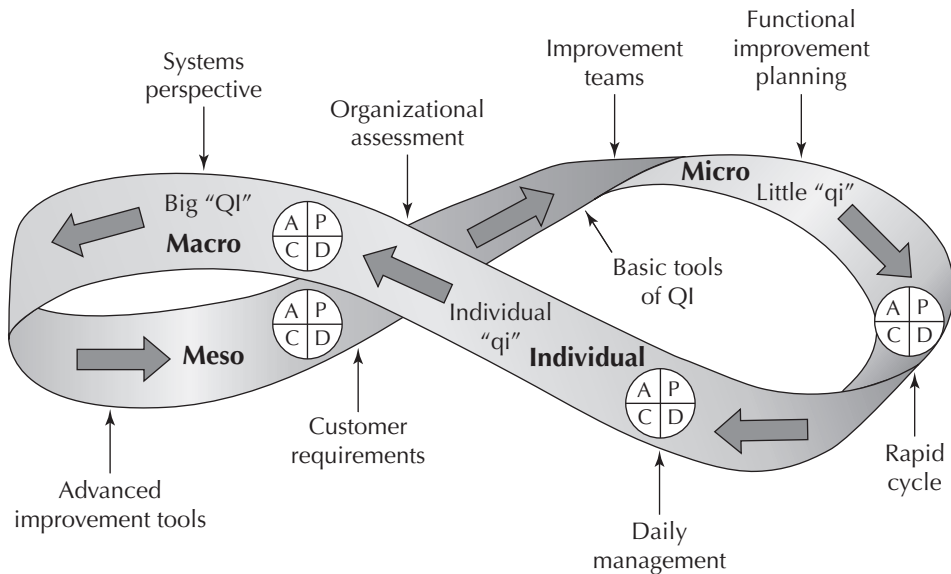 Systems
perspective
Organizational
assessment
Improvement
teams
Functional
improvement
planning
Big “QI”
Macro
A P
C D
Micro
Little “qi”
Basic tools
of QI
A P
C D
Meso
A P
C D
Individual
“qi”
Individual
A P
C D
Customer
requirements
Advanced
improvement tools
Daily
management
Rapid
cycle